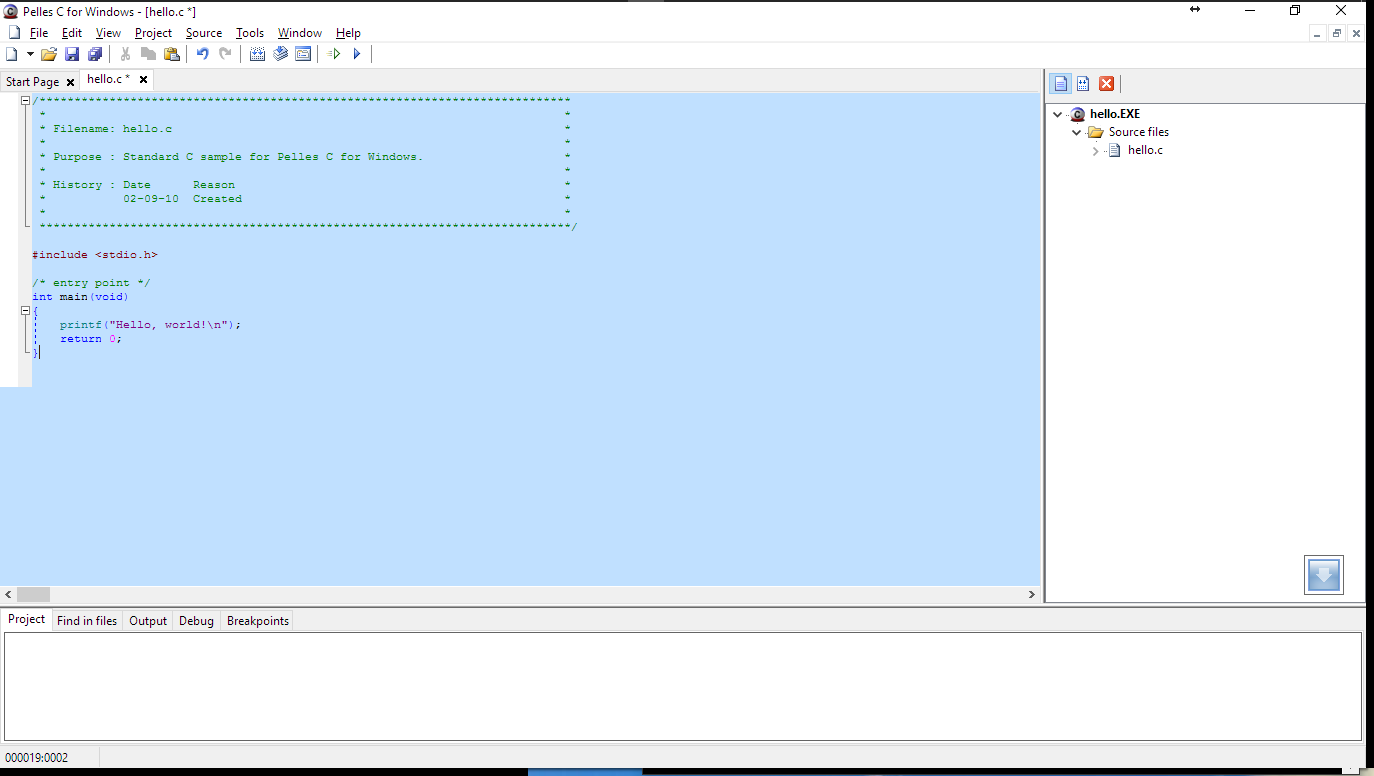 Pelles C for Windows - [hello.c *]
File Edit View Project Source Tools Window Help
Start Page hello.c *
/****************************************************************************
 *                                                                          *
 * Filename: hello.c                                                        *
 *                                                                          *
 * Purpose : Standard C sample for Pelles C for Windows.                    *
 *                                                                          *
 * History : Date      Reason                                               *
 *           02-09-10  Created                                              *
 *                                                                          *
 ****************************************************************************/
#include <stdio.h>
/* entry point */
int main(void)
{
    printf("Hello, world!\n");
    return 0;
}
hello.EXE
Source files
hello.c
Project Find in files Output Debug Breakpoints
000019:0002